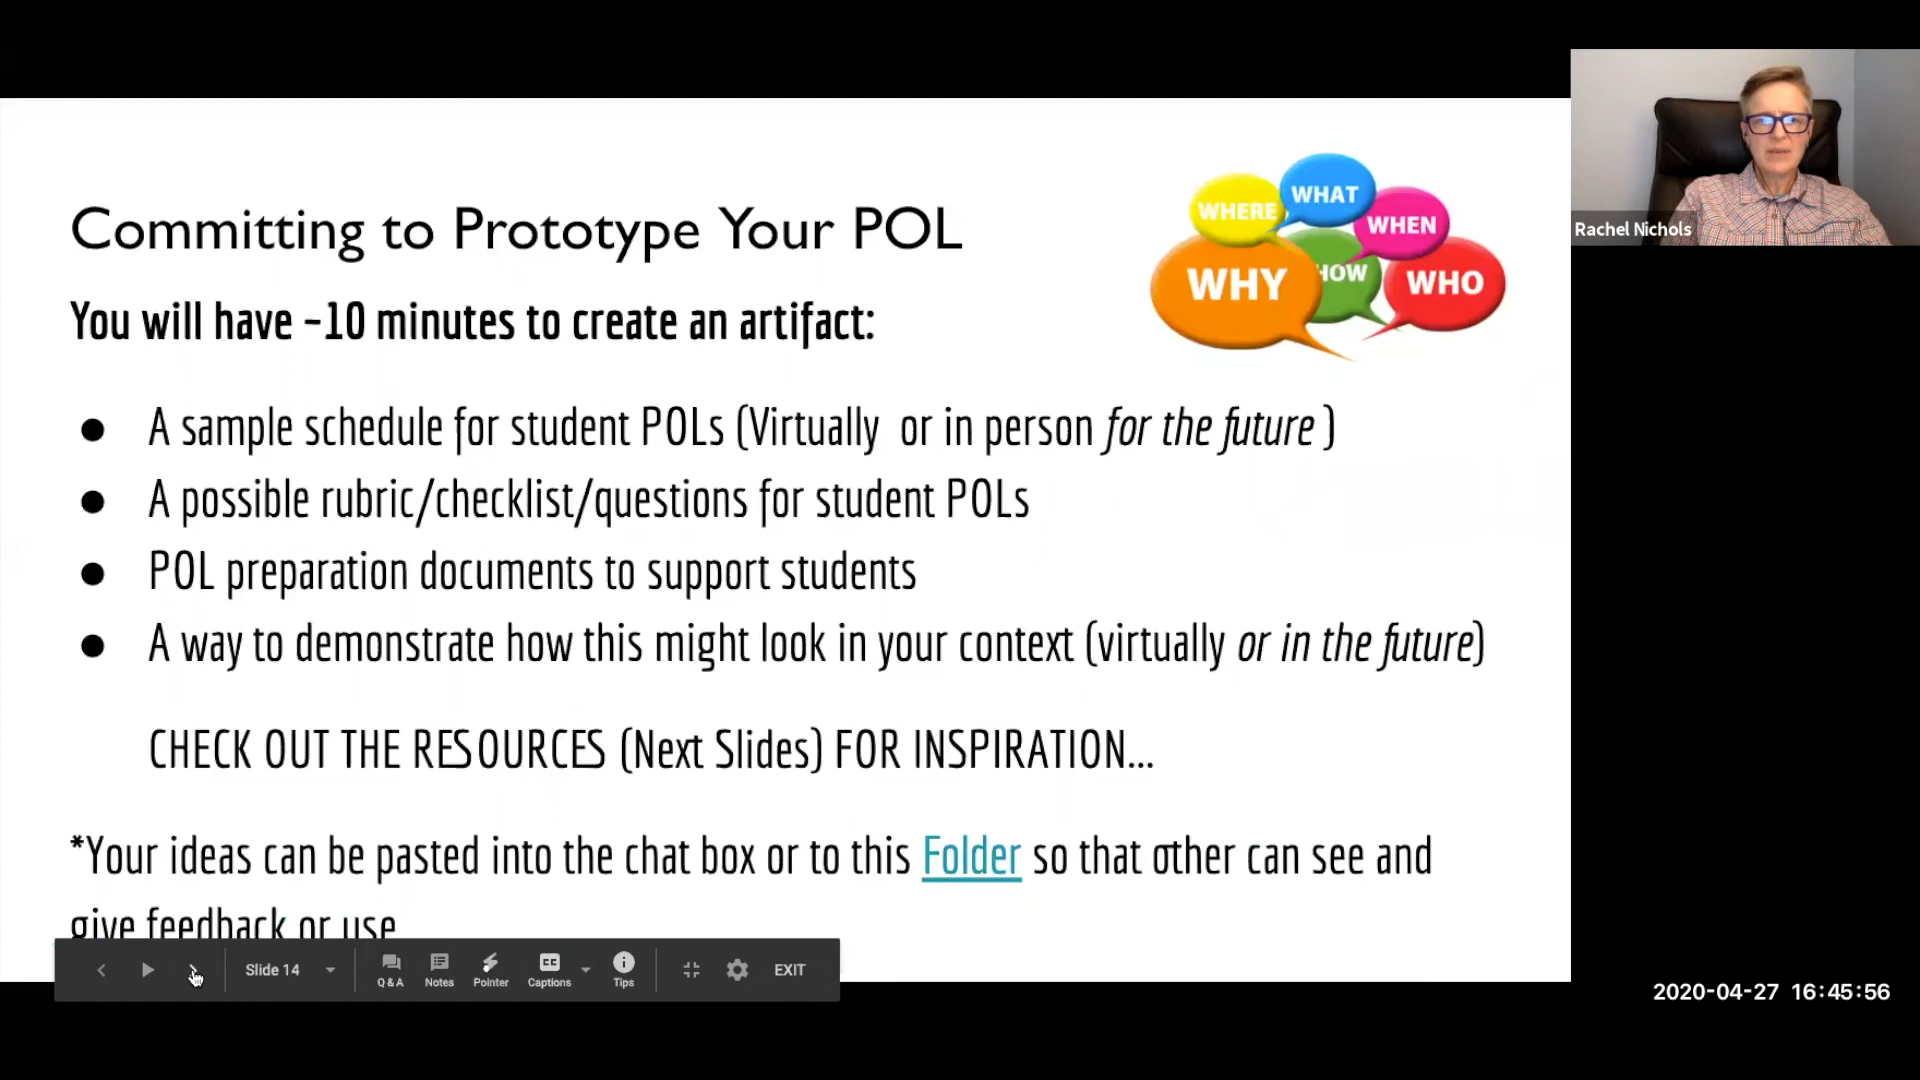 WHERE WHAT WHEN
WHY HOW WHO
Rachel Nichols
Committing to Prototype Your POL
You will have ~10 minutes to create an artifact:
● A sample schedule for student POLs (Virtually or in person for the future )
● A possible rubric/checklist/questions for student POLs
● POL preparation documents to support students
● A way to demonstrate how this might look in your context (virtually or in the future)
CHECK OUT THE RESOURCES (Next Slides) FOR INSPIRATION...
*Your ideas can be pasted into the chat box or to this Folder so that other can see and
give feedback or use
Slide 14 Q & A Notes Pointer CC Captions Tips EXIT
2020-04-27 16:45:56